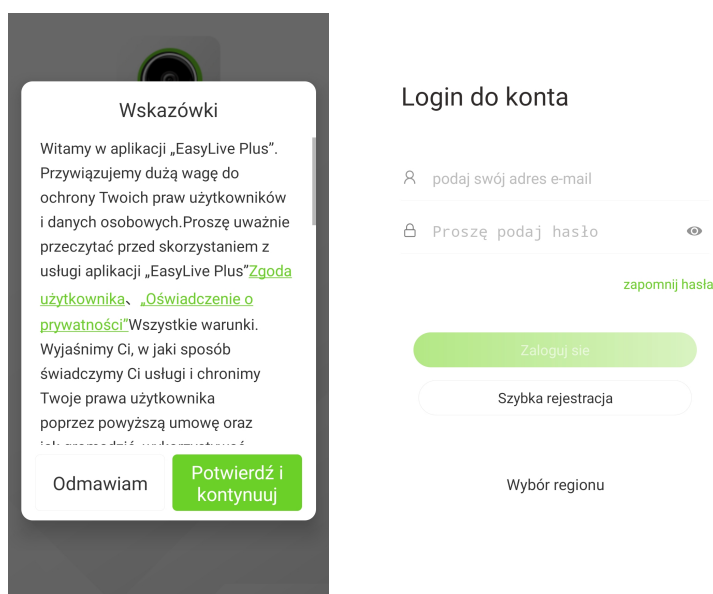 Wskazówki
Witamy w aplikacji „EasyLive Plus”.
Przywiązujemy dużą wagę do
ochrony Twoich praw użytkowników
i danych osobowych.Proszę uważnie
przeczytać przed skorzystaniem z
usługi aplikacji „EasyLive Plus”Zgoda
użytkownika、„Oświadczenie o
prywatności”Wszystkie warunki.
Wyjaśnimy Ci, w jaki sposób
świadczymy Ci usługi i chronimy
Twoje prawa użytkownika
poprzez powyższą umowę oraz
Odmawiam
Potwierdź i
kontynuuj
Login do konta
podaj swój adres e-mail
Proszę podaj hasło
zapomnij hasła
Zaloguj sie
Szybka rejestracja
Wybór regionu